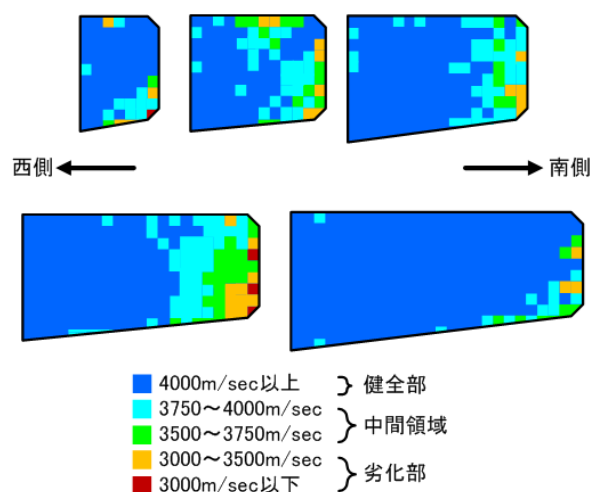 西側
南側
4000m/sec以上
健全部
3750～4000m/sec
中間領域
3500～3750m/sec
3000～3500m/sec
劣化部
3000m/sec以下